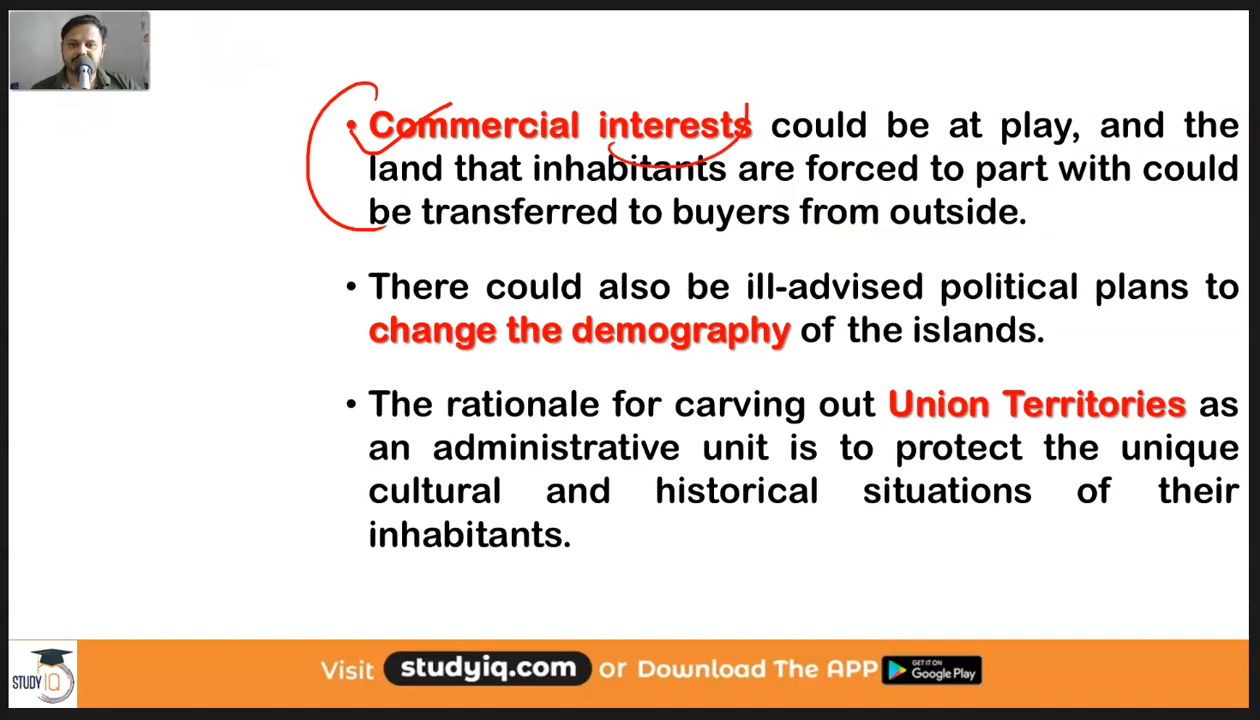 • Commercial interests could be at play, and the
land that inhabitants are forced to part with could
be transferred to buyers from outside.
• There could also be ill-advised political plans to
change the demography of the islands.
• The rationale for carving out Union Territories as
an administrative unit is to protect the unique
cultural and historical situations of their
inhabitants.
STUDY IQ
Visit studyiq.com or Download The APP GET IT ON Google Play